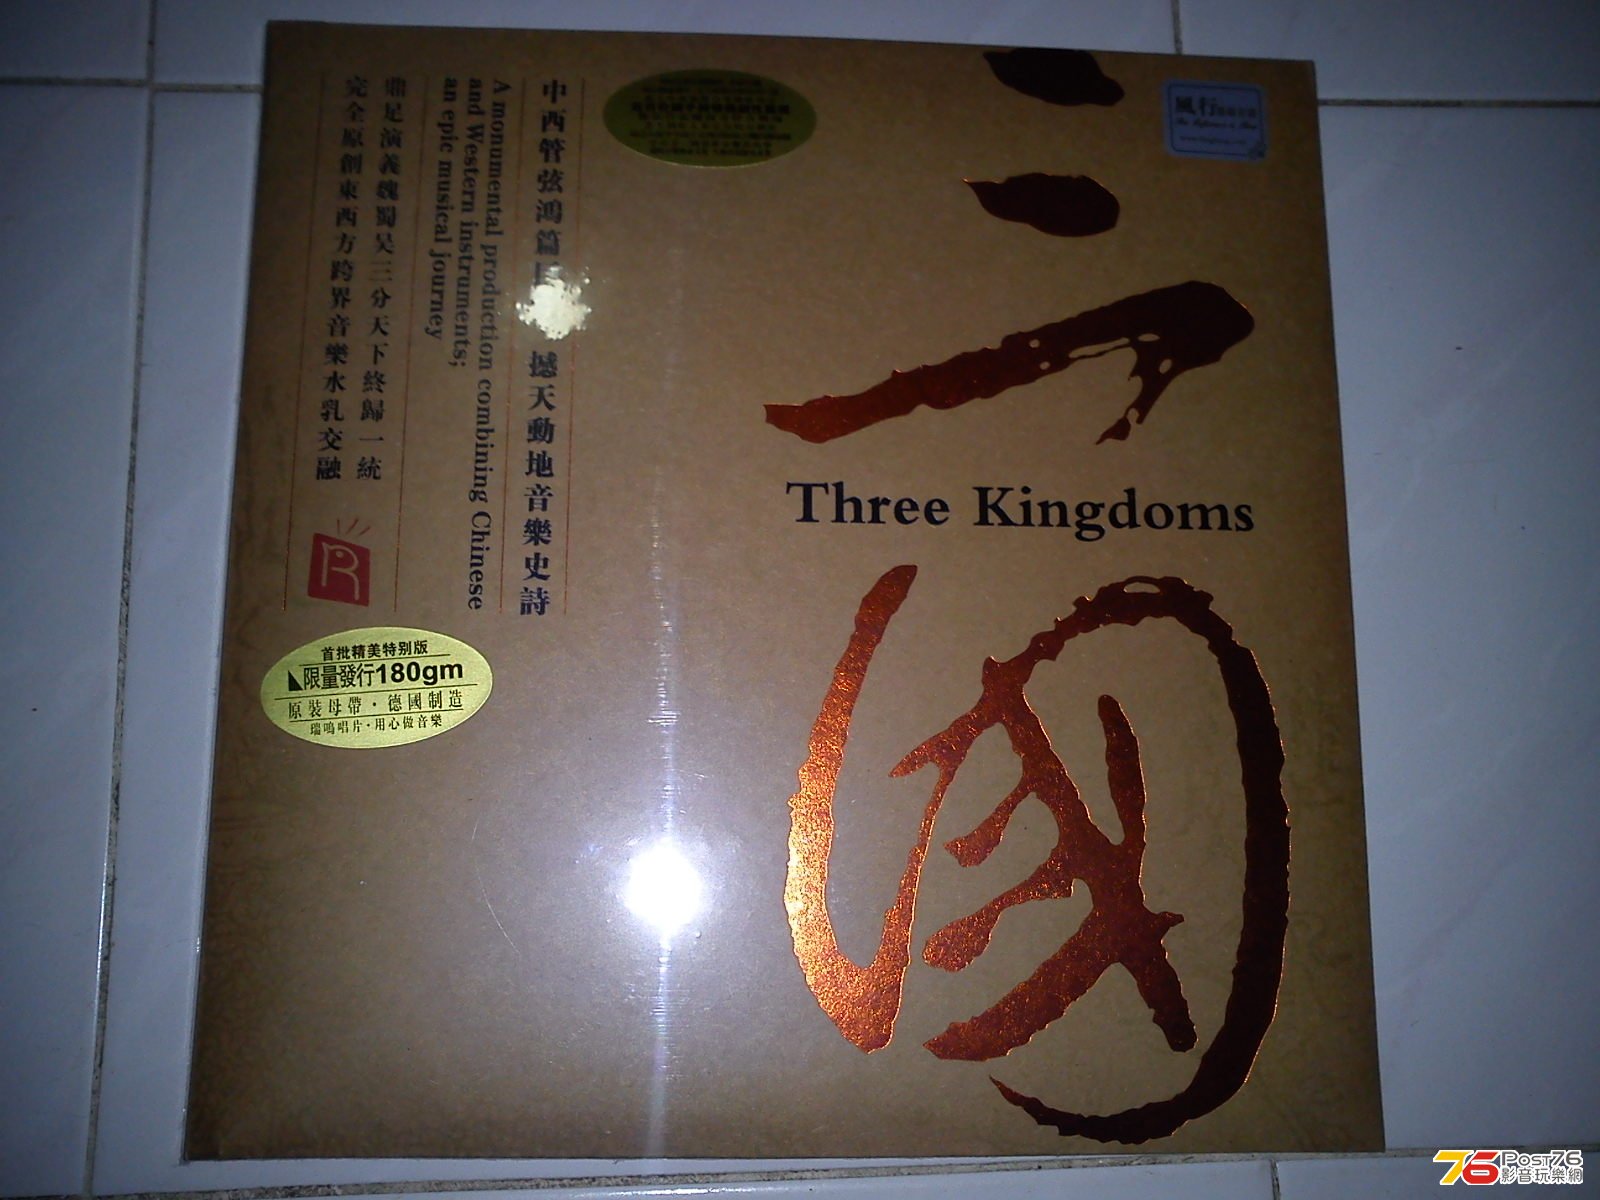 三國
Three Kingdoms
中西管弦鴻篇
撼天動地音樂史詩
A monumental production combining Chinese
and Western instruments;
an epic musical journey
鼎足演義魏蜀吴三分天下終歸一統
完全原創東西方跨界音樂水乳交融
R
首批精美特别版
限量發行180gm
原裝母帶·德國制造
瑞鳴唱片·用心做音樂
風行
76 Post76
影音玩樂網